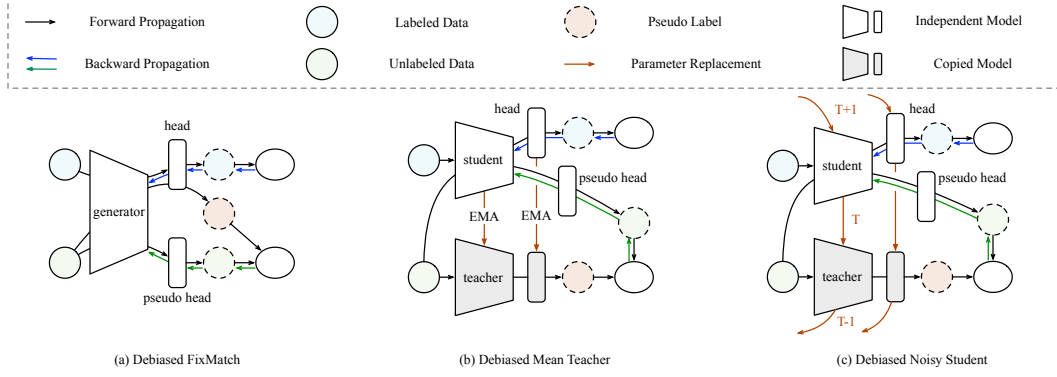 Forward Propagation
Labeled Data
Pseudo Label
Independent Model
Backward Propagation
Unlabeled Data
Parameter Replacement
Copied Model
head
generator
pseudo head
(a) Debiased FixMatch
head
student
pseudo head
EMA
EMA
teacher
(b) Debiased Mean Teacher
T+1
head
student
pseudo head
T
teacher
T-1
(c) Debiased Noisy Student